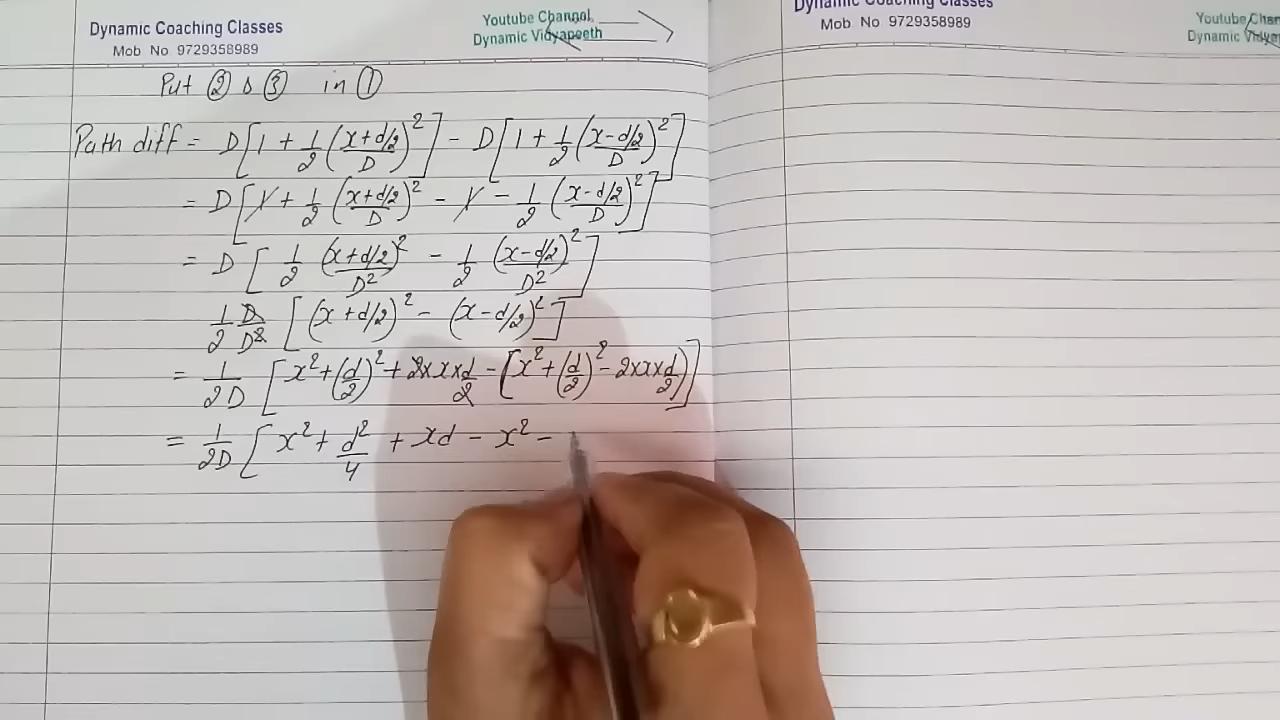 Dynamic Coaching Classes
Mob No 9729358989
Youtube Channel
Dynamic Vidyapeeth
Put ② & ③ in ①
Path diff = D[1 + 1/2 ((x+d/2)/D)²] - D[1 + 1/2 ((x-d/2)/D)²]
= D[1 + 1/2 ((x+d/2)/D)² - 1 - 1/2 ((x-d/2)/D)²]
= D[1/2 (x+d/2)²/D² - 1/2 (x-d/2)²/D²]
1/2 D/D² [(x+d/2)² - (x-d/2)²]
= 1/2D [x² + (d/2)² + 2×x×d/2 - [x² + (d/2)² - 2×x×d/2)]
= 1/2D [x² + d²/4 + xd - x² -
Dynamic Coaching Classes
Mob No 9729358989
Youtube Chan
Dynamic Vidya